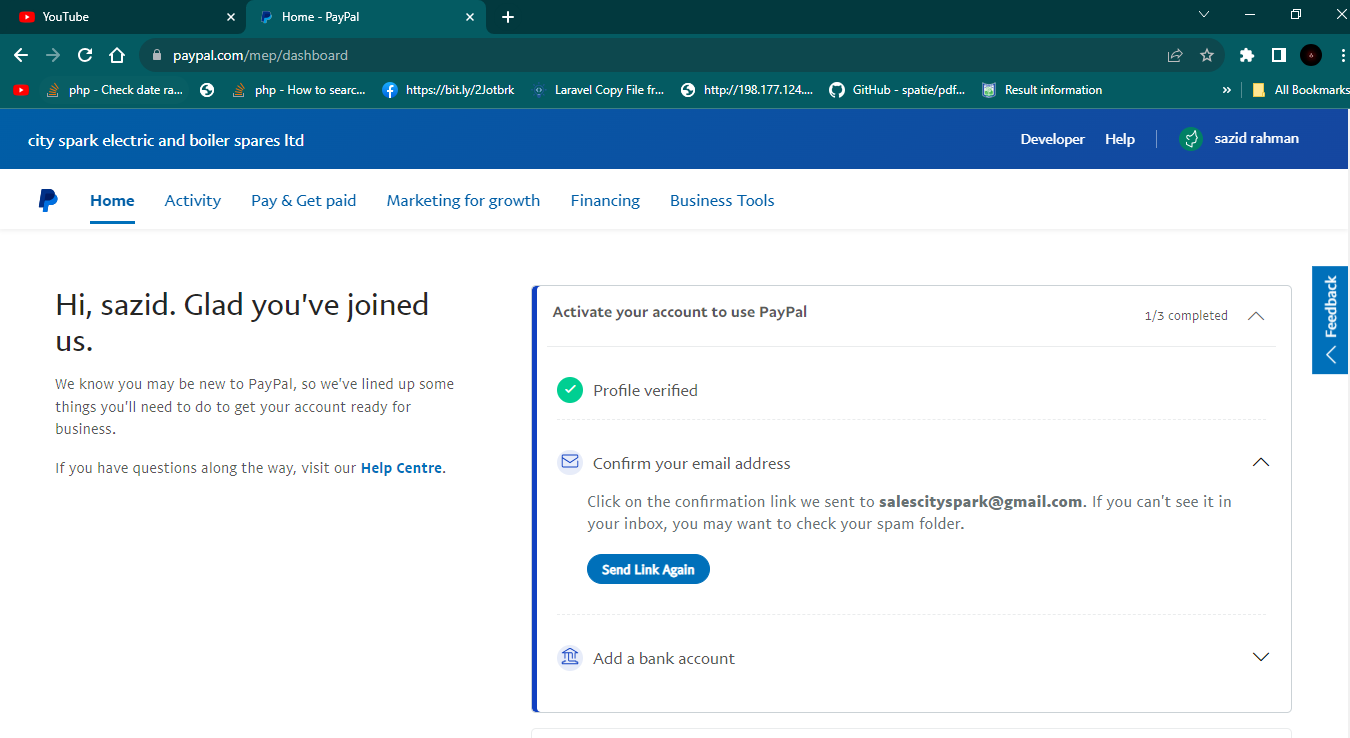 YouTube
Home - PayPal
paypal.com/mep/dashboard
php - Check date ra...
php - How to searc...
https://bit.ly/2Jotbrk
Laravel Copy File fr...
http://198.177.124....
GitHub - spatie/pdf...
Result information
»
All Bookmarks
city spark electric and boiler spares ltd
Developer
Help
sazid rahman
Home
Activity
Pay & Get paid
Marketing for growth
Financing
Business Tools
Feedback
Hi, sazid. Glad you've joined
us.
We know you may be new to PayPal, so we've lined up some
things you'll need to do to get your account ready for
business.
If you have questions along the way, visit our Help Centre.
Activate your account to use PayPal
1/3 completed
Profile verified
Confirm your email address
Click on the confirmation link we sent to salescityspark@gmail.com. If you can't see it in
your inbox, you may want to check your spam folder.
Send Link Again
Add a bank account